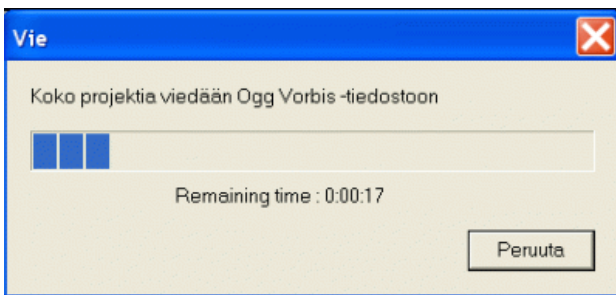 Vie
Koko projektia viedään Ogg Vorbis -tiedostoon
Remaining time : 0:00:17
Peruuta